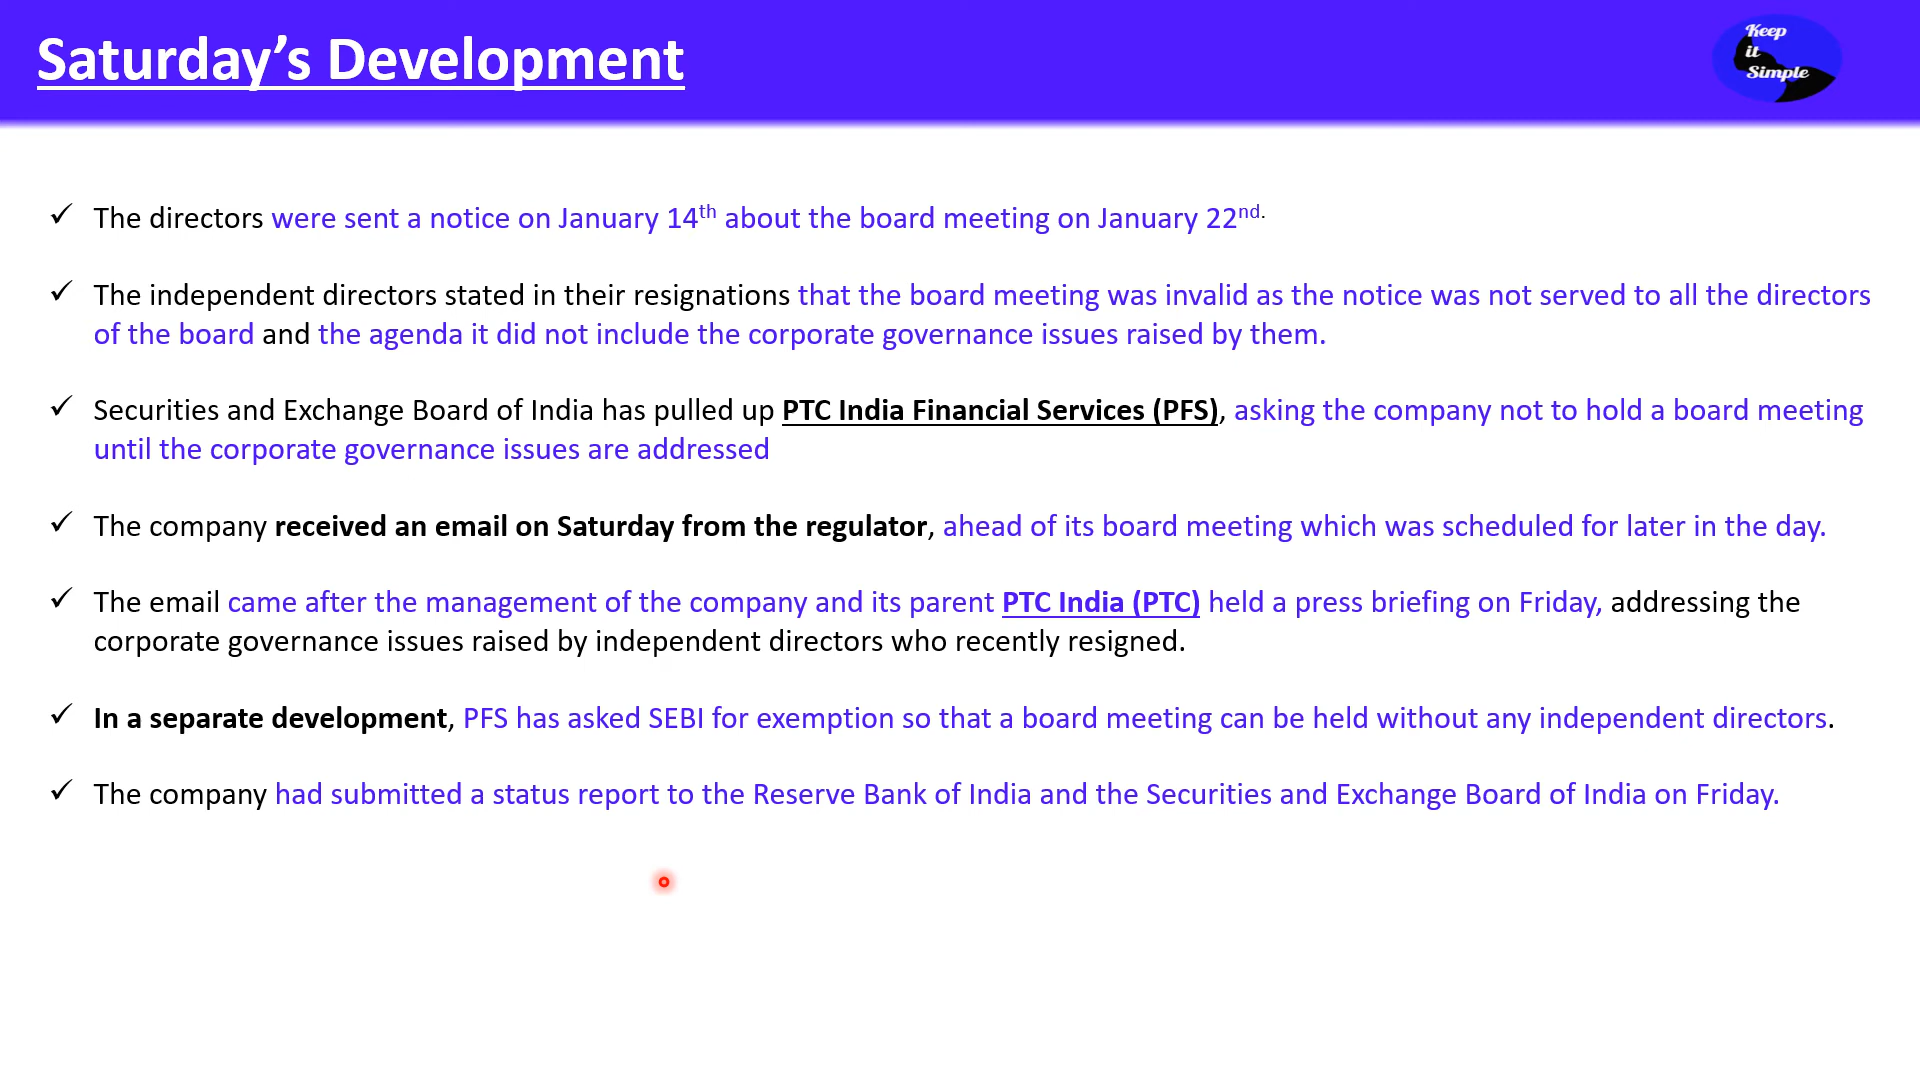 Saturday’s Development
Keep
it
Simple
✓ The directors were sent a notice on January 14th about the board meeting on January 22nd.
✓ The independent directors stated in their resignations that the board meeting was invalid as the notice was not served to all the directors
of the board and the agenda it did not include the corporate governance issues raised by them.
✓ Securities and Exchange Board of India has pulled up PTC India Financial Services (PFS), asking the company not to hold a board meeting
until the corporate governance issues are addressed
✓ The company received an email on Saturday from the regulator, ahead of its board meeting which was scheduled for later in the day.
✓ The email came after the management of the company and its parent PTC India (PTC) held a press briefing on Friday, addressing the
corporate governance issues raised by independent directors who recently resigned.
✓ In a separate development, PFS has asked SEBI for exemption so that a board meeting can be held without any independent directors.
✓ The company had submitted a status report to the Reserve Bank of India and the Securities and Exchange Board of India on Friday.